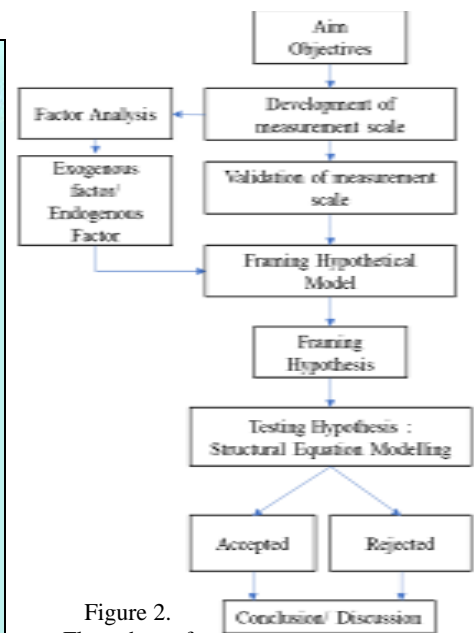 Aim
Objectives
Factor Analysis
Development of
measurement scale
Exogenous
factor/
Endogenous
Factor
Validation of measurement
scale
Framing Hypothetical
Model
Framing
Hypothesis
Testing Hypothesis :
Structural Equation Modelling
Accepted
Rejected
Conclusion/ Discussion
Figure 2.